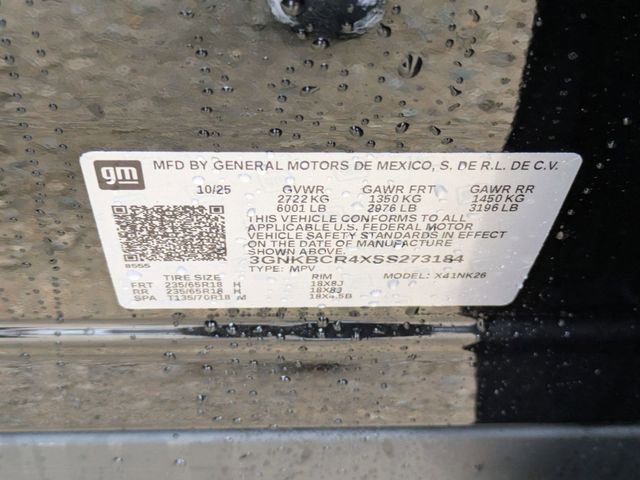 gm
MFD BY GENERAL MOTORS DE MEXICO, S. DE R.L. DE C.V.
10/25 GVWR GAWR FRT GAWR RR
2722 KG 1350 KG 1450 KG
6001 LB 2976 LB 3196 LB
THIS VEHICLE CONFORMS TO ALL
APPLICABLE U.S. FEDERAL MOTOR
VEHICLE SAFETY STANDARDS IN EFFECT
ON THE DATE OF MANUFACTURE
SHOWN ABOVE.
8555 3GNKBCR4XSS273184
TYPE: MPV MODEL: X41NK26
TIRE SIZE RIM
FRT 235/65R18 H 18X8J
RR 235/65R18 H 18X8J
SPA T135/70R18 M 18X4.5B